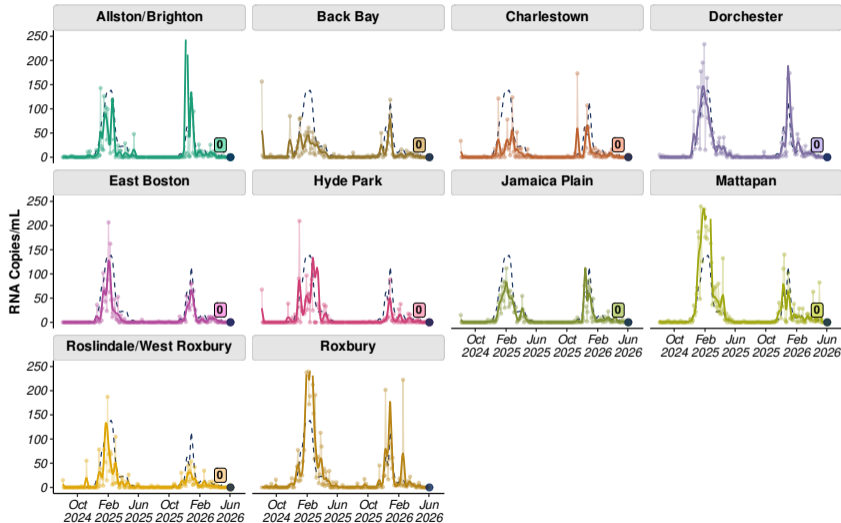 Allston/Brighton Back Bay Charlestown Dorchester
250
200
150
100
50
0
0 0 0 0
East Boston Hyde Park Jamaica Plain Mattapan
RNA Copies/mL
250
200
150
100
50
0
0 0 0 0
Oct 2024 Feb 2025 Jun 2025 Oct 2025 Feb 2026 Jun 2026
Oct 2024 Feb 2025 Jun 2025 Oct 2025 Feb 2026 Jun 2026
Roslindale/West Roxbury Roxbury
250
200
150
100
50
0
0
Oct 2024 Feb 2025 Jun 2025 Oct 2025 Feb 2026 Jun 2026
Oct 2024 Feb 2025 Jun 2025 Oct 2025 Feb 2026 Jun 2026